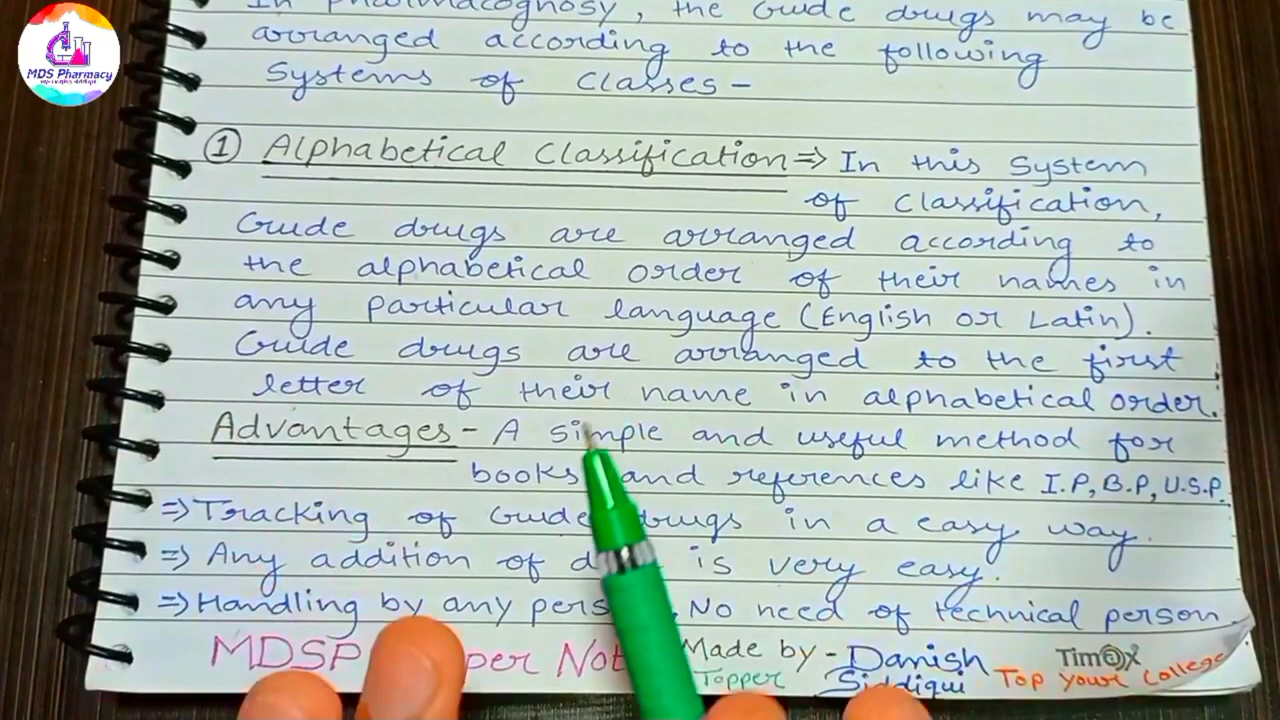 MDS Pharmacy
In Pharmacognosy, the crude drugs may be
arranged according to the following
Systems of Classes -
① Alphabetical Classification ⇒ In this System
of classification,
Crude drugs are arranged according to
the alphabetical order of their names in
any particular language (English or Latin).
Crude drugs are arranged to the first
letter of their name in alphabetical order.
Advantages - A simple and useful method for
books and references like I.P, B.P, U.S.P.
⇒ Tracking of Crude drugs in a easy way.
⇒ Any addition of is very easy.
⇒ Handling by any No need of technical person.
MDSP Made by - Danish Siddiqui
Topper
Timex
Top your College